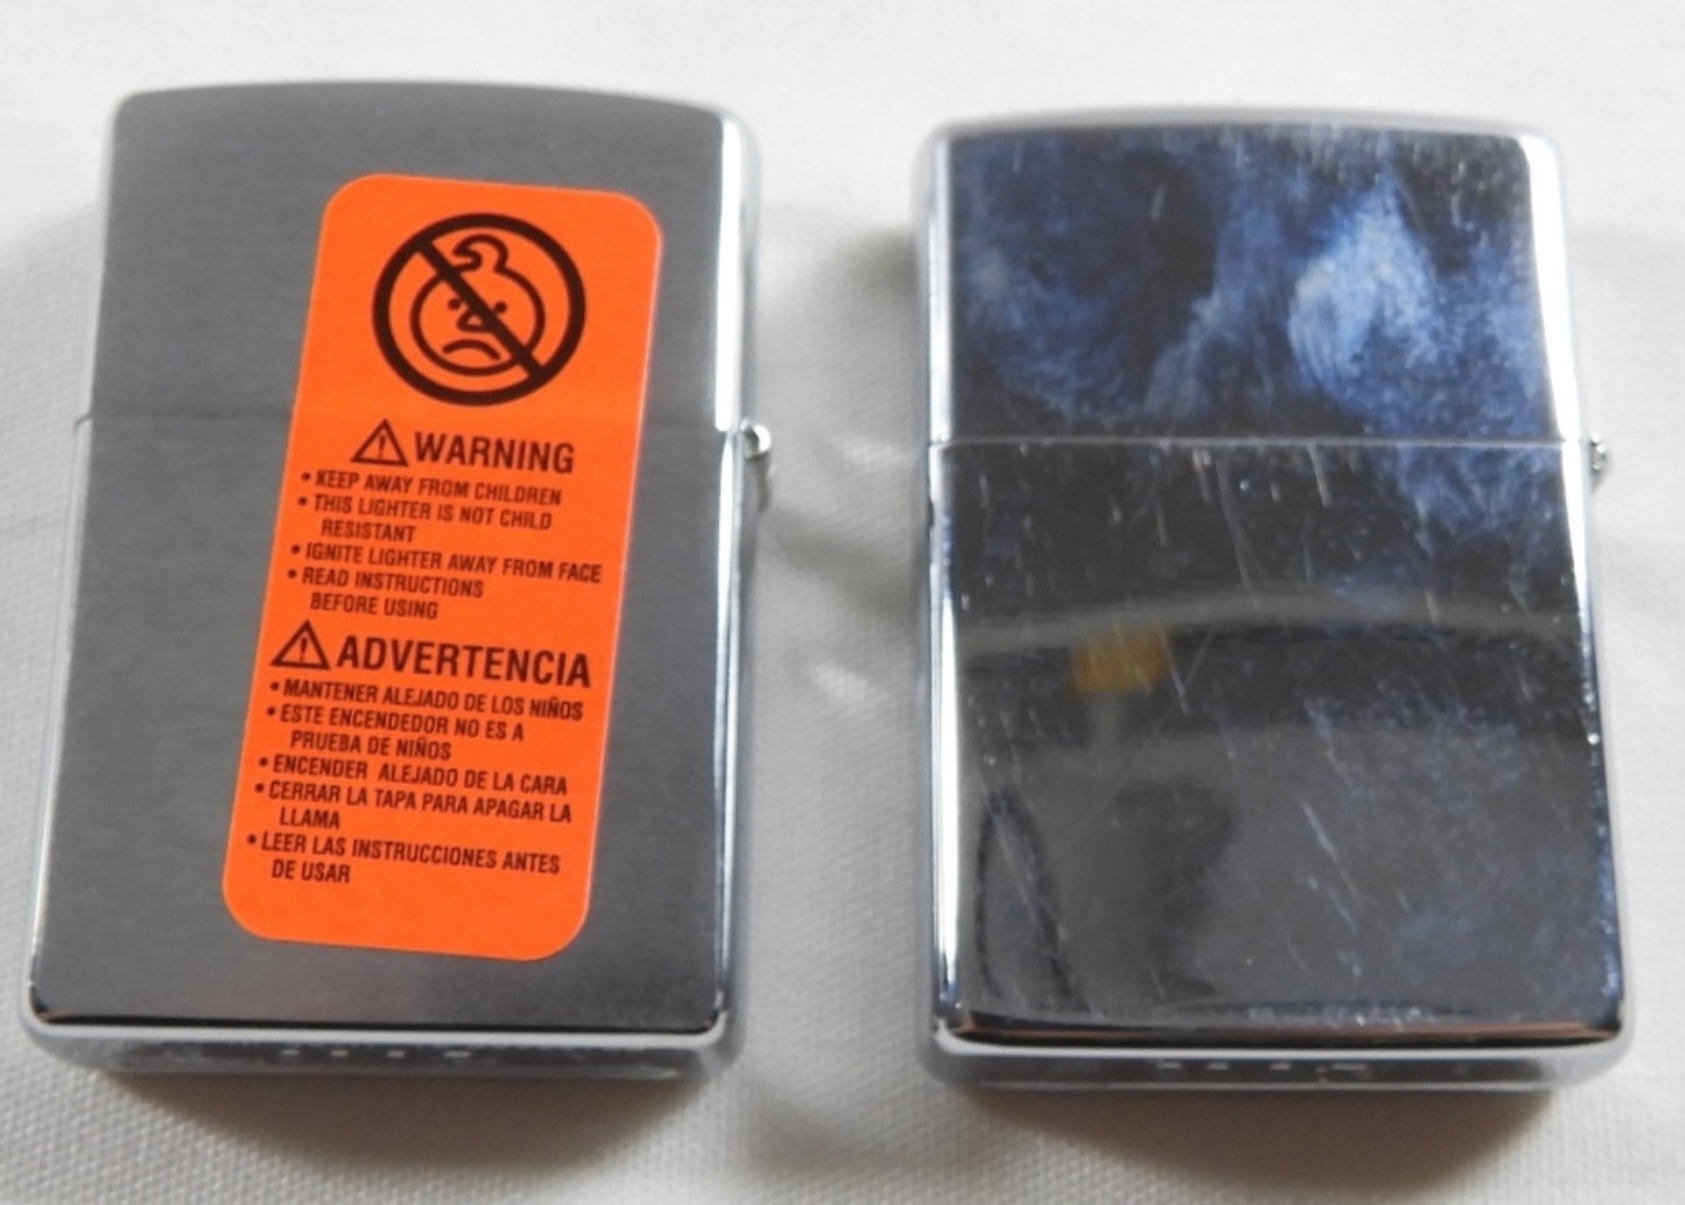 WARNING
• KEEP AWAY FROM CHILDREN
• THIS LIGHTER IS NOT CHILD
RESISTANT
• IGNITE LIGHTER AWAY FROM FACE
• READ INSTRUCTIONS
BEFORE USING
ADVERTENCIA
• MANTENER ALEJADO DE LOS NIÑOS
• ESTE ENCENDEDOR NO ES A
PRUEBA DE NIÑOS
• ENCENDER ALEJADO DE LA CARA
• CERRAR LA TAPA PARA APAGAR LA
LLAMA
• LEER LAS INSTRUCCIONES ANTES
DE USAR